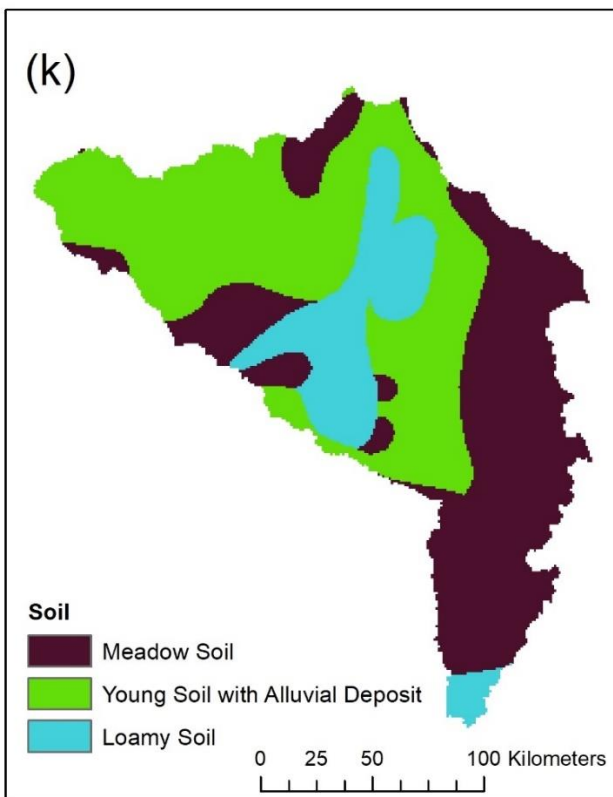 (k)
Soil
Meadow Soil
Young Soil with Alluvial Deposit
Loamy Soil
0 25 50 100 Kilometers